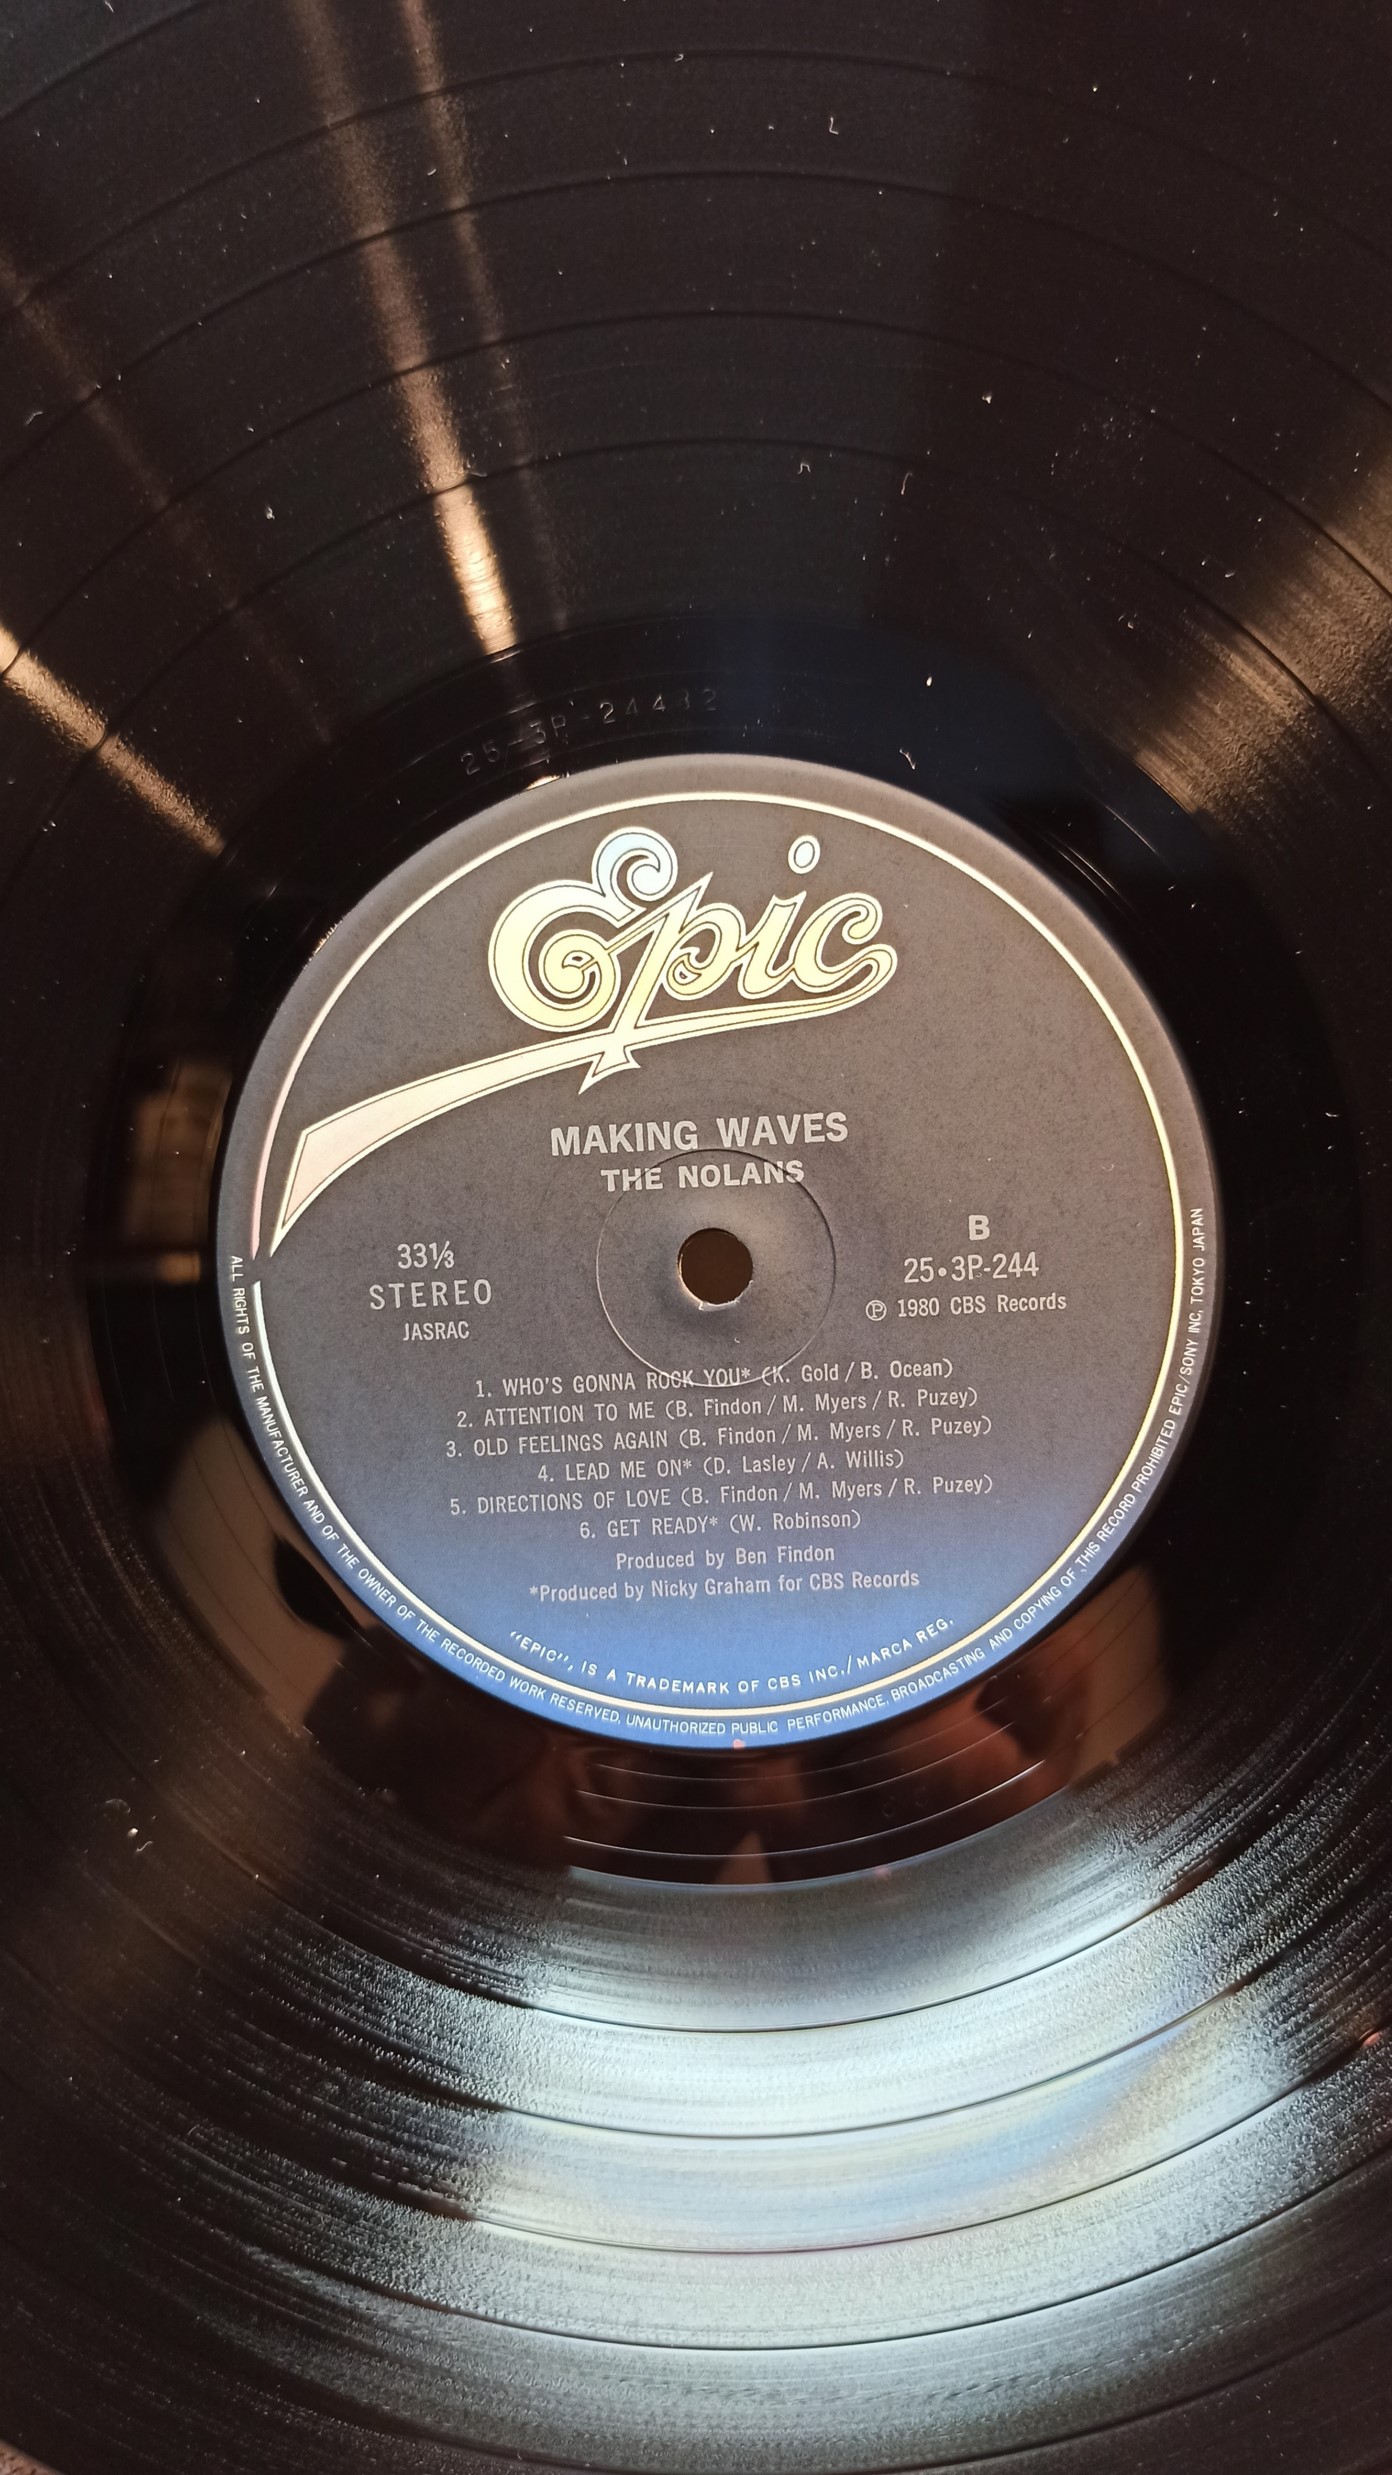 25-3P-244
Epic
MAKING WAVES
THE NOLANS
33⅓
STEREO
JASRAC
B
25•3P-244
Ⓟ 1980 CBS Records
1. WHO'S GONNA ROCK YOU* (K. Gold / B. Ocean)
2. ATTENTION TO ME (B. Findon / M. Myers / R. Puzey)
3. OLD FEELINGS AGAIN (B. Findon / M. Myers / R. Puzey)
4. LEAD ME ON* (D. Lasley / A. Willis)
5. DIRECTIONS OF LOVE (B. Findon / M. Myers / R. Puzey)
6. GET READY* (W. Robinson)
Produced by Ben Findon
*Produced by Nicky Graham for CBS Records
"EPIC", IS A TRADEMARK OF CBS INC./MARCA REG.
ALL RIGHTS OF THE MANUFACTURER AND OF THE OWNER OF THE RECORDED WORK RESERVED. UNAUTHORIZED PUBLIC PERFORMANCE, BROADCASTING AND COPYING OF THIS RECORD PROHIBITED EPIC/SONY INC. TOKYO JAPAN